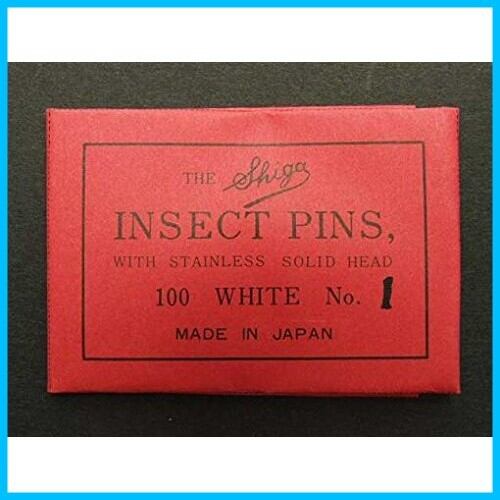 THE Shiga
INSECT PINS,
WITH STAINLESS SOLID HEAD
100 WHITE No. 1
MADE IN JAPAN